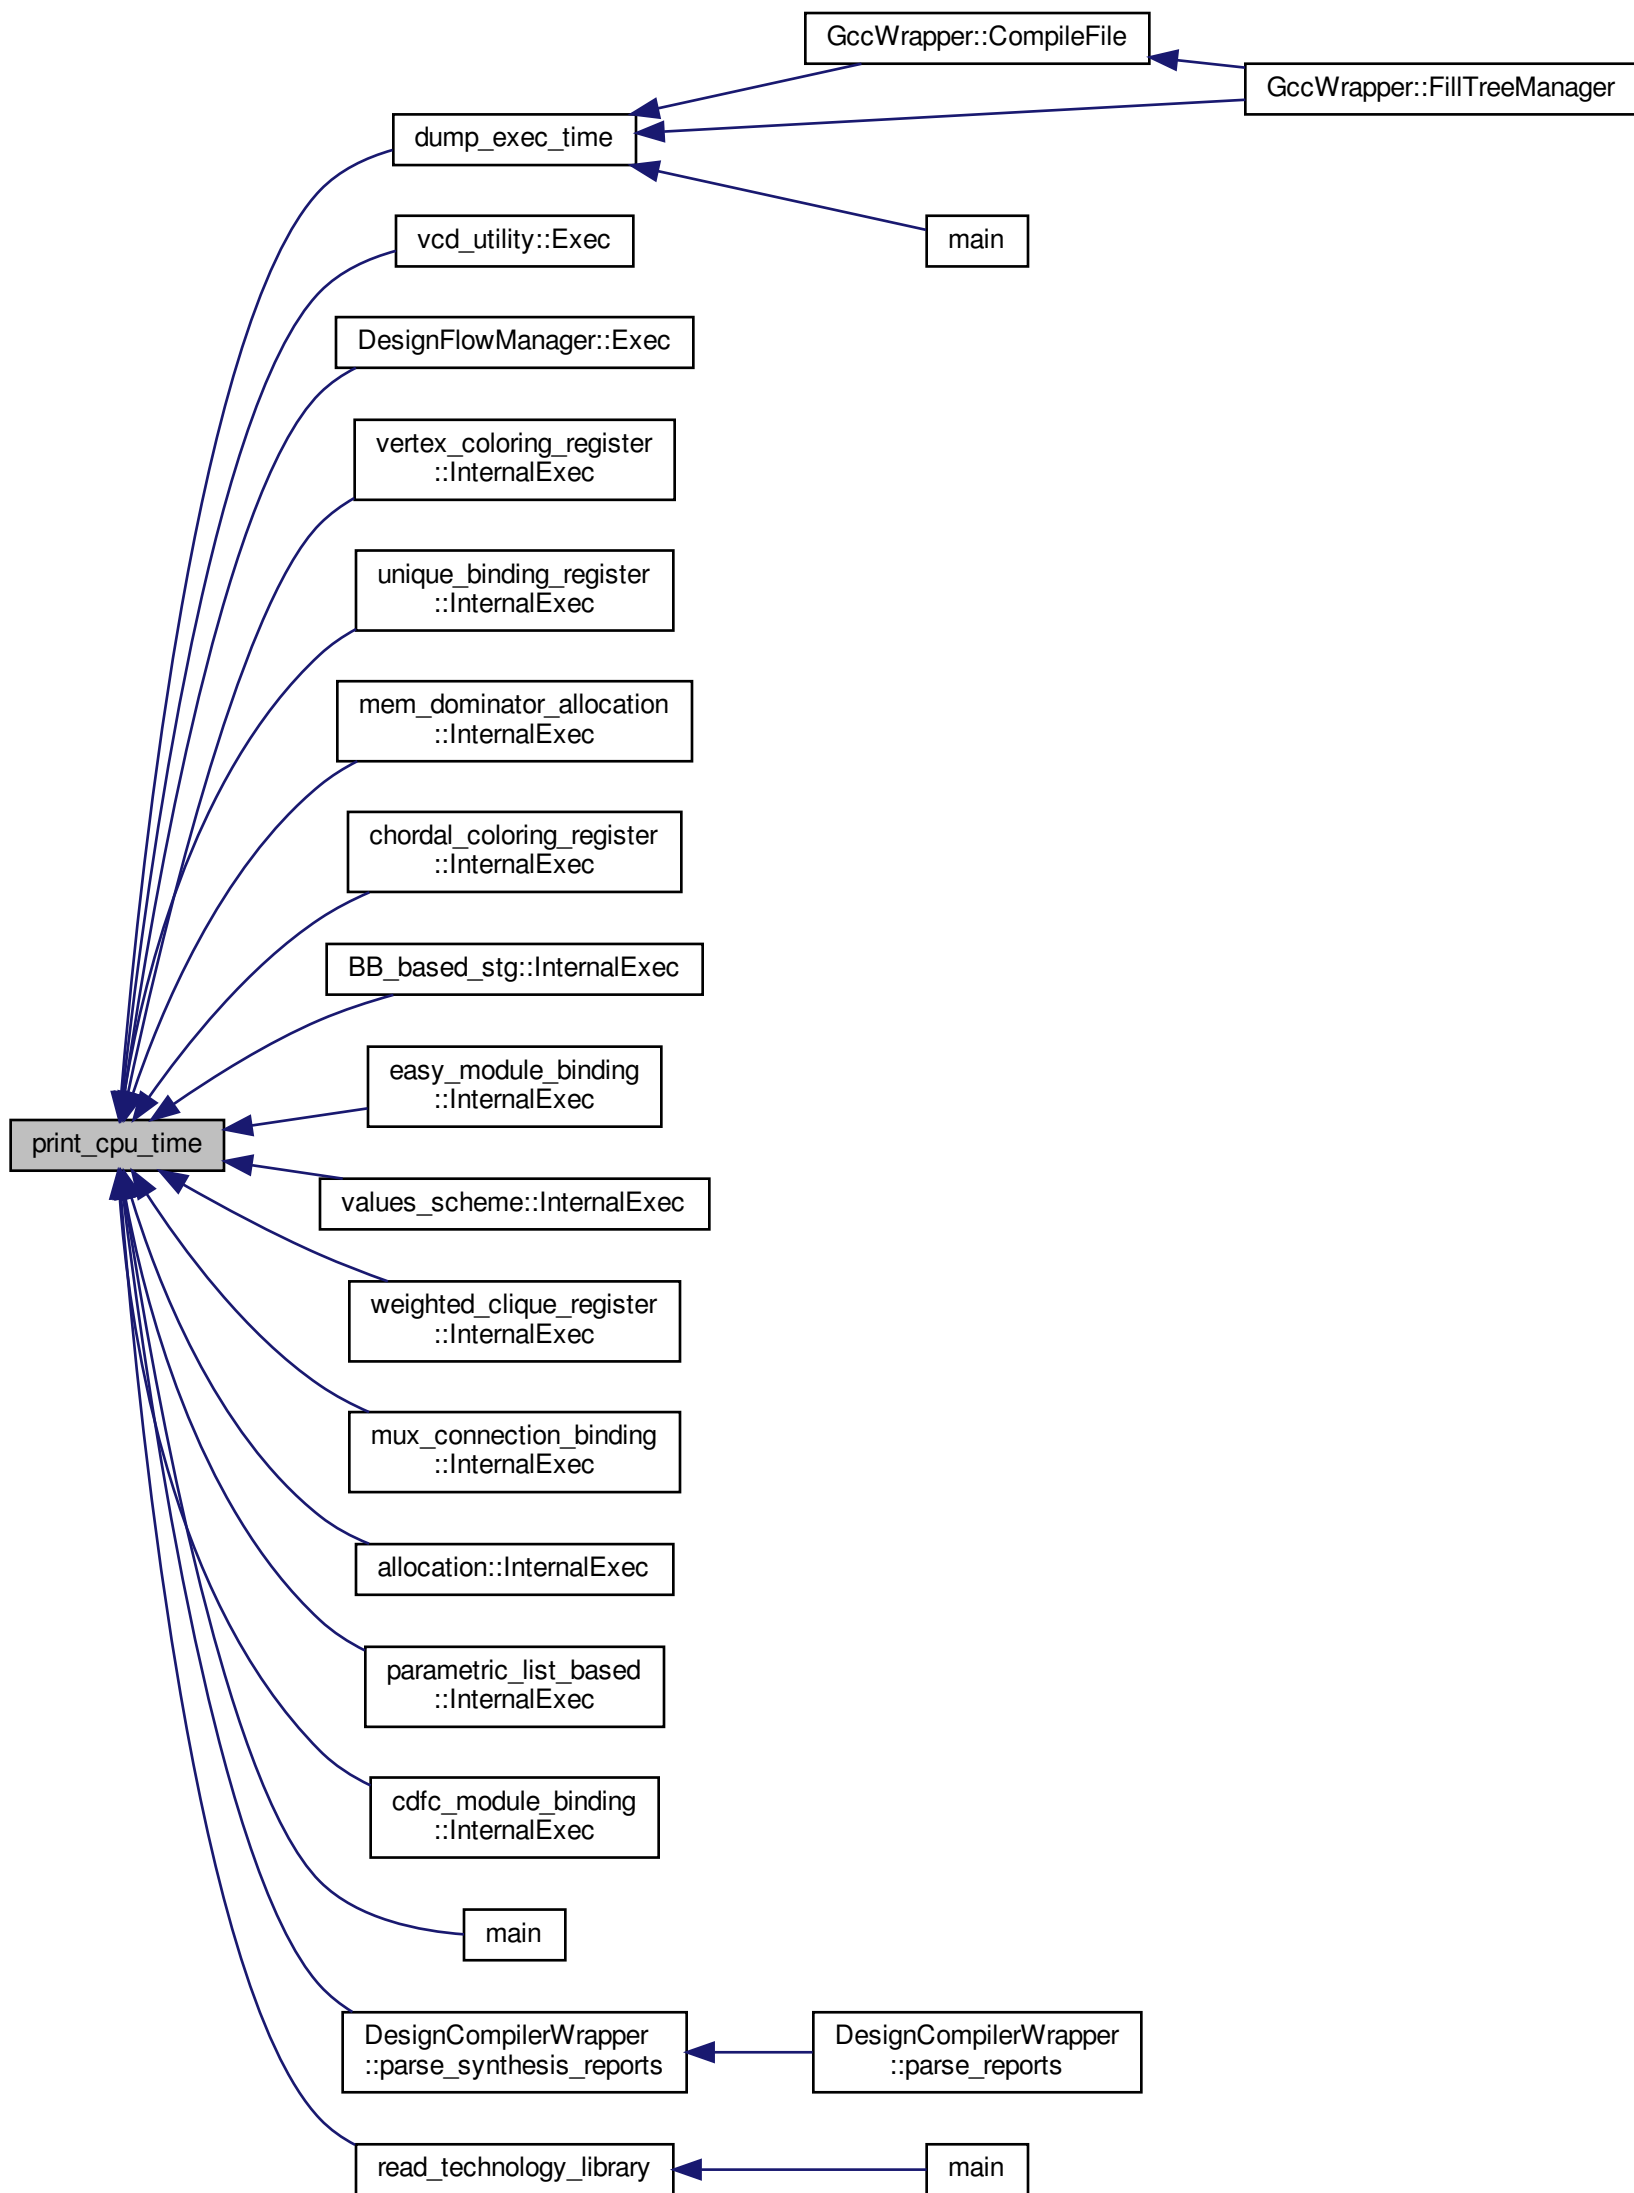 GccWrapper::CompileFile
GccWrapper::FillTreeManager
dump_exec_time
main
vcd_utility::Exec
DesignFlowManager::Exec
vertex_coloring_register
::InternalExec
unique_binding_register
::InternalExec
mem_dominator_allocation
::InternalExec
chordal_coloring_register
::InternalExec
BB_based_stg::InternalExec
easy_module_binding
::InternalExec
print_cpu_time
values_scheme::InternalExec
weighted_clique_register
::InternalExec
mux_connection_binding
::InternalExec
allocation::InternalExec
parametric_list_based
::InternalExec
cdfc_module_binding
::InternalExec
main
DesignCompilerWrapper
::parse_synthesis_reports
DesignCompilerWrapper
::parse_reports
read_technology_library
main